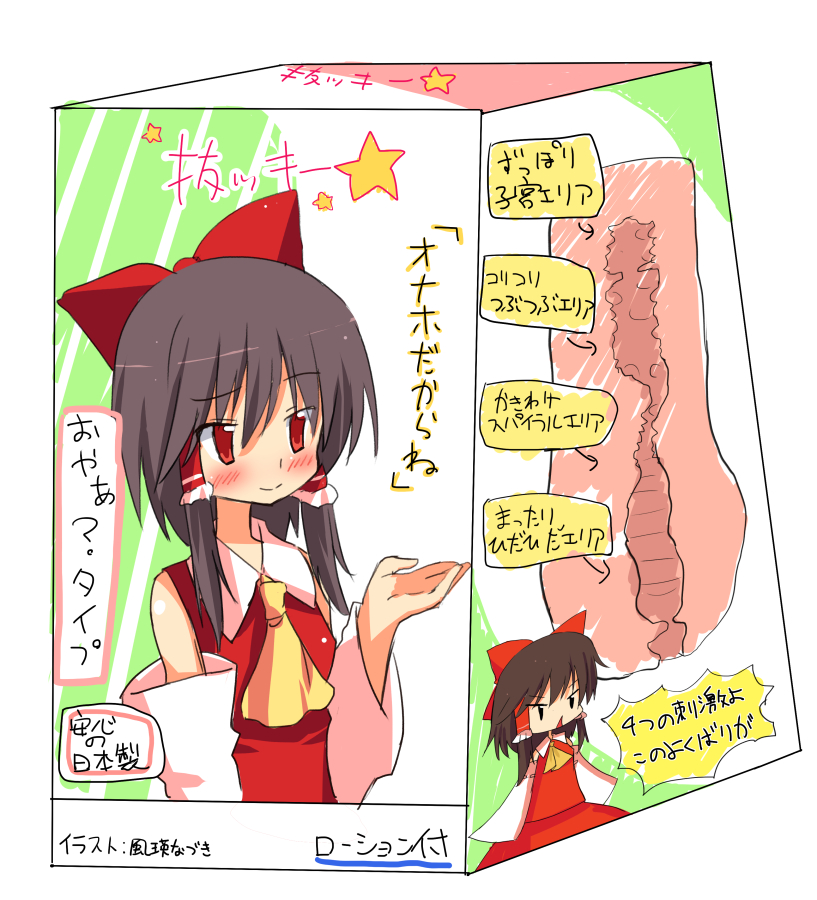 抜ッキー
抜ッキー
「オナホだからね」
おやあ?。タイプ
安心
の
日本製
イラスト:風瑛なづき
ローション付
ずっぽり
子宮エリア
コリコリ
つぶつぶエリア
かきわけ
スパイラルエリア
まったり
ひだひだエリア
4つの刺激よ
このよくばりが